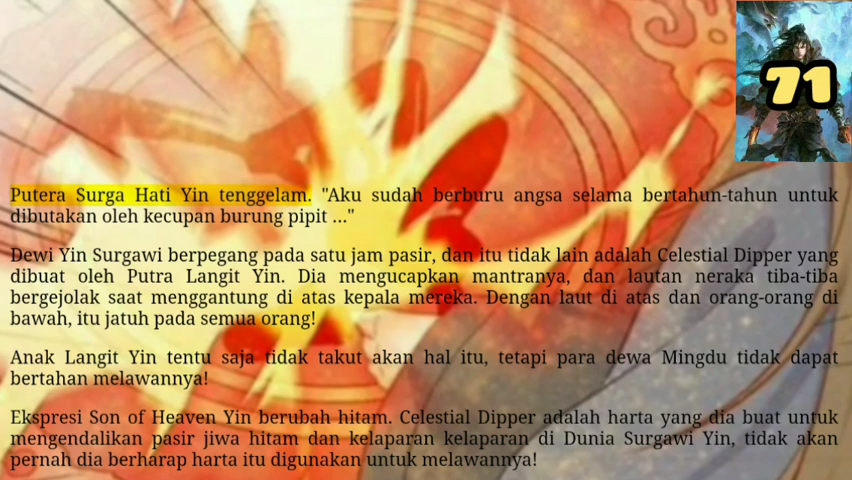 71
Putera Surga Hati Yin tenggelam. "Aku sudah berburu angsa selama bertahun-tahun untuk
dibutakan oleh kecupan burung pipit ..."
Dewi Yin Surgawi berpegang pada satu jam pasir, dan itu tidak lain adalah Celestial Dipper yang
dibuat oleh Putra Langit Yin. Dia mengucapkan mantranya, dan lautan neraka tiba-tiba
bergejolak saat menggantung di atas kepala mereka. Dengan laut di atas dan orang-orang di
bawah, itu jatuh pada semua orang!
Anak Langit Yin tentu saja tidak takut akan hal itu, tetapi para dewa Mingdu tidak dapat
bertahan melawannya!
Ekspresi Son of Heaven Yin berubah hitam. Celestial Dipper adalah harta yang dia buat untuk
mengendalikan pasir jiwa hitam dan kelaparan kelaparan di Dunia Surgawi Yin, tidak akan
pernah dia berharap harta itu digunakan untuk melawannya!